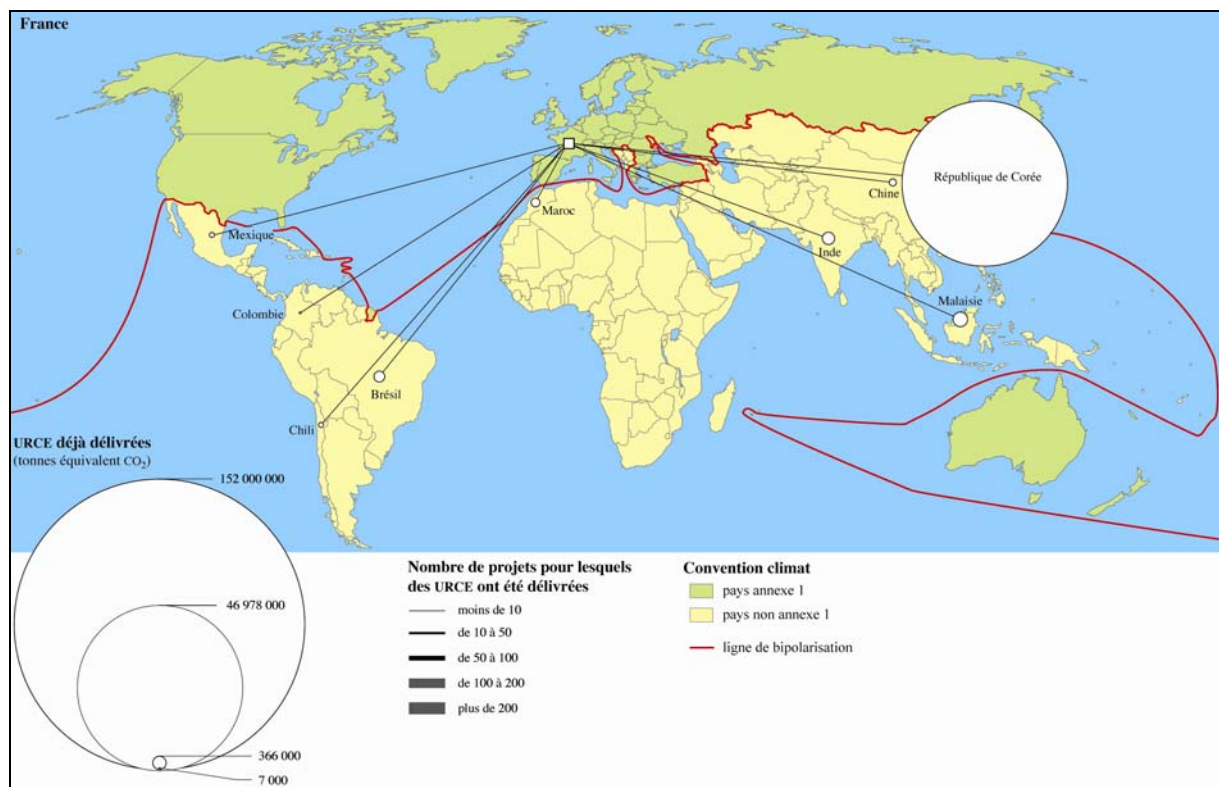 France
République de Corée
Chine
Maroc
Mexique
Inde
Malaisie
Colombie
Brésil
Chili
URCE déjà délivrées
(tonnes équivalent CO₂)
152 000 000
46 978 000
366 000
7 000
Nombre de projets pour lesquels
des URCE ont été délivrées
moins de 10
de 10 à 50
de 50 à 100
de 100 à 200
plus de 200
Convention climat
pays annexe 1
pays non annexe 1
ligne de bipolarisation